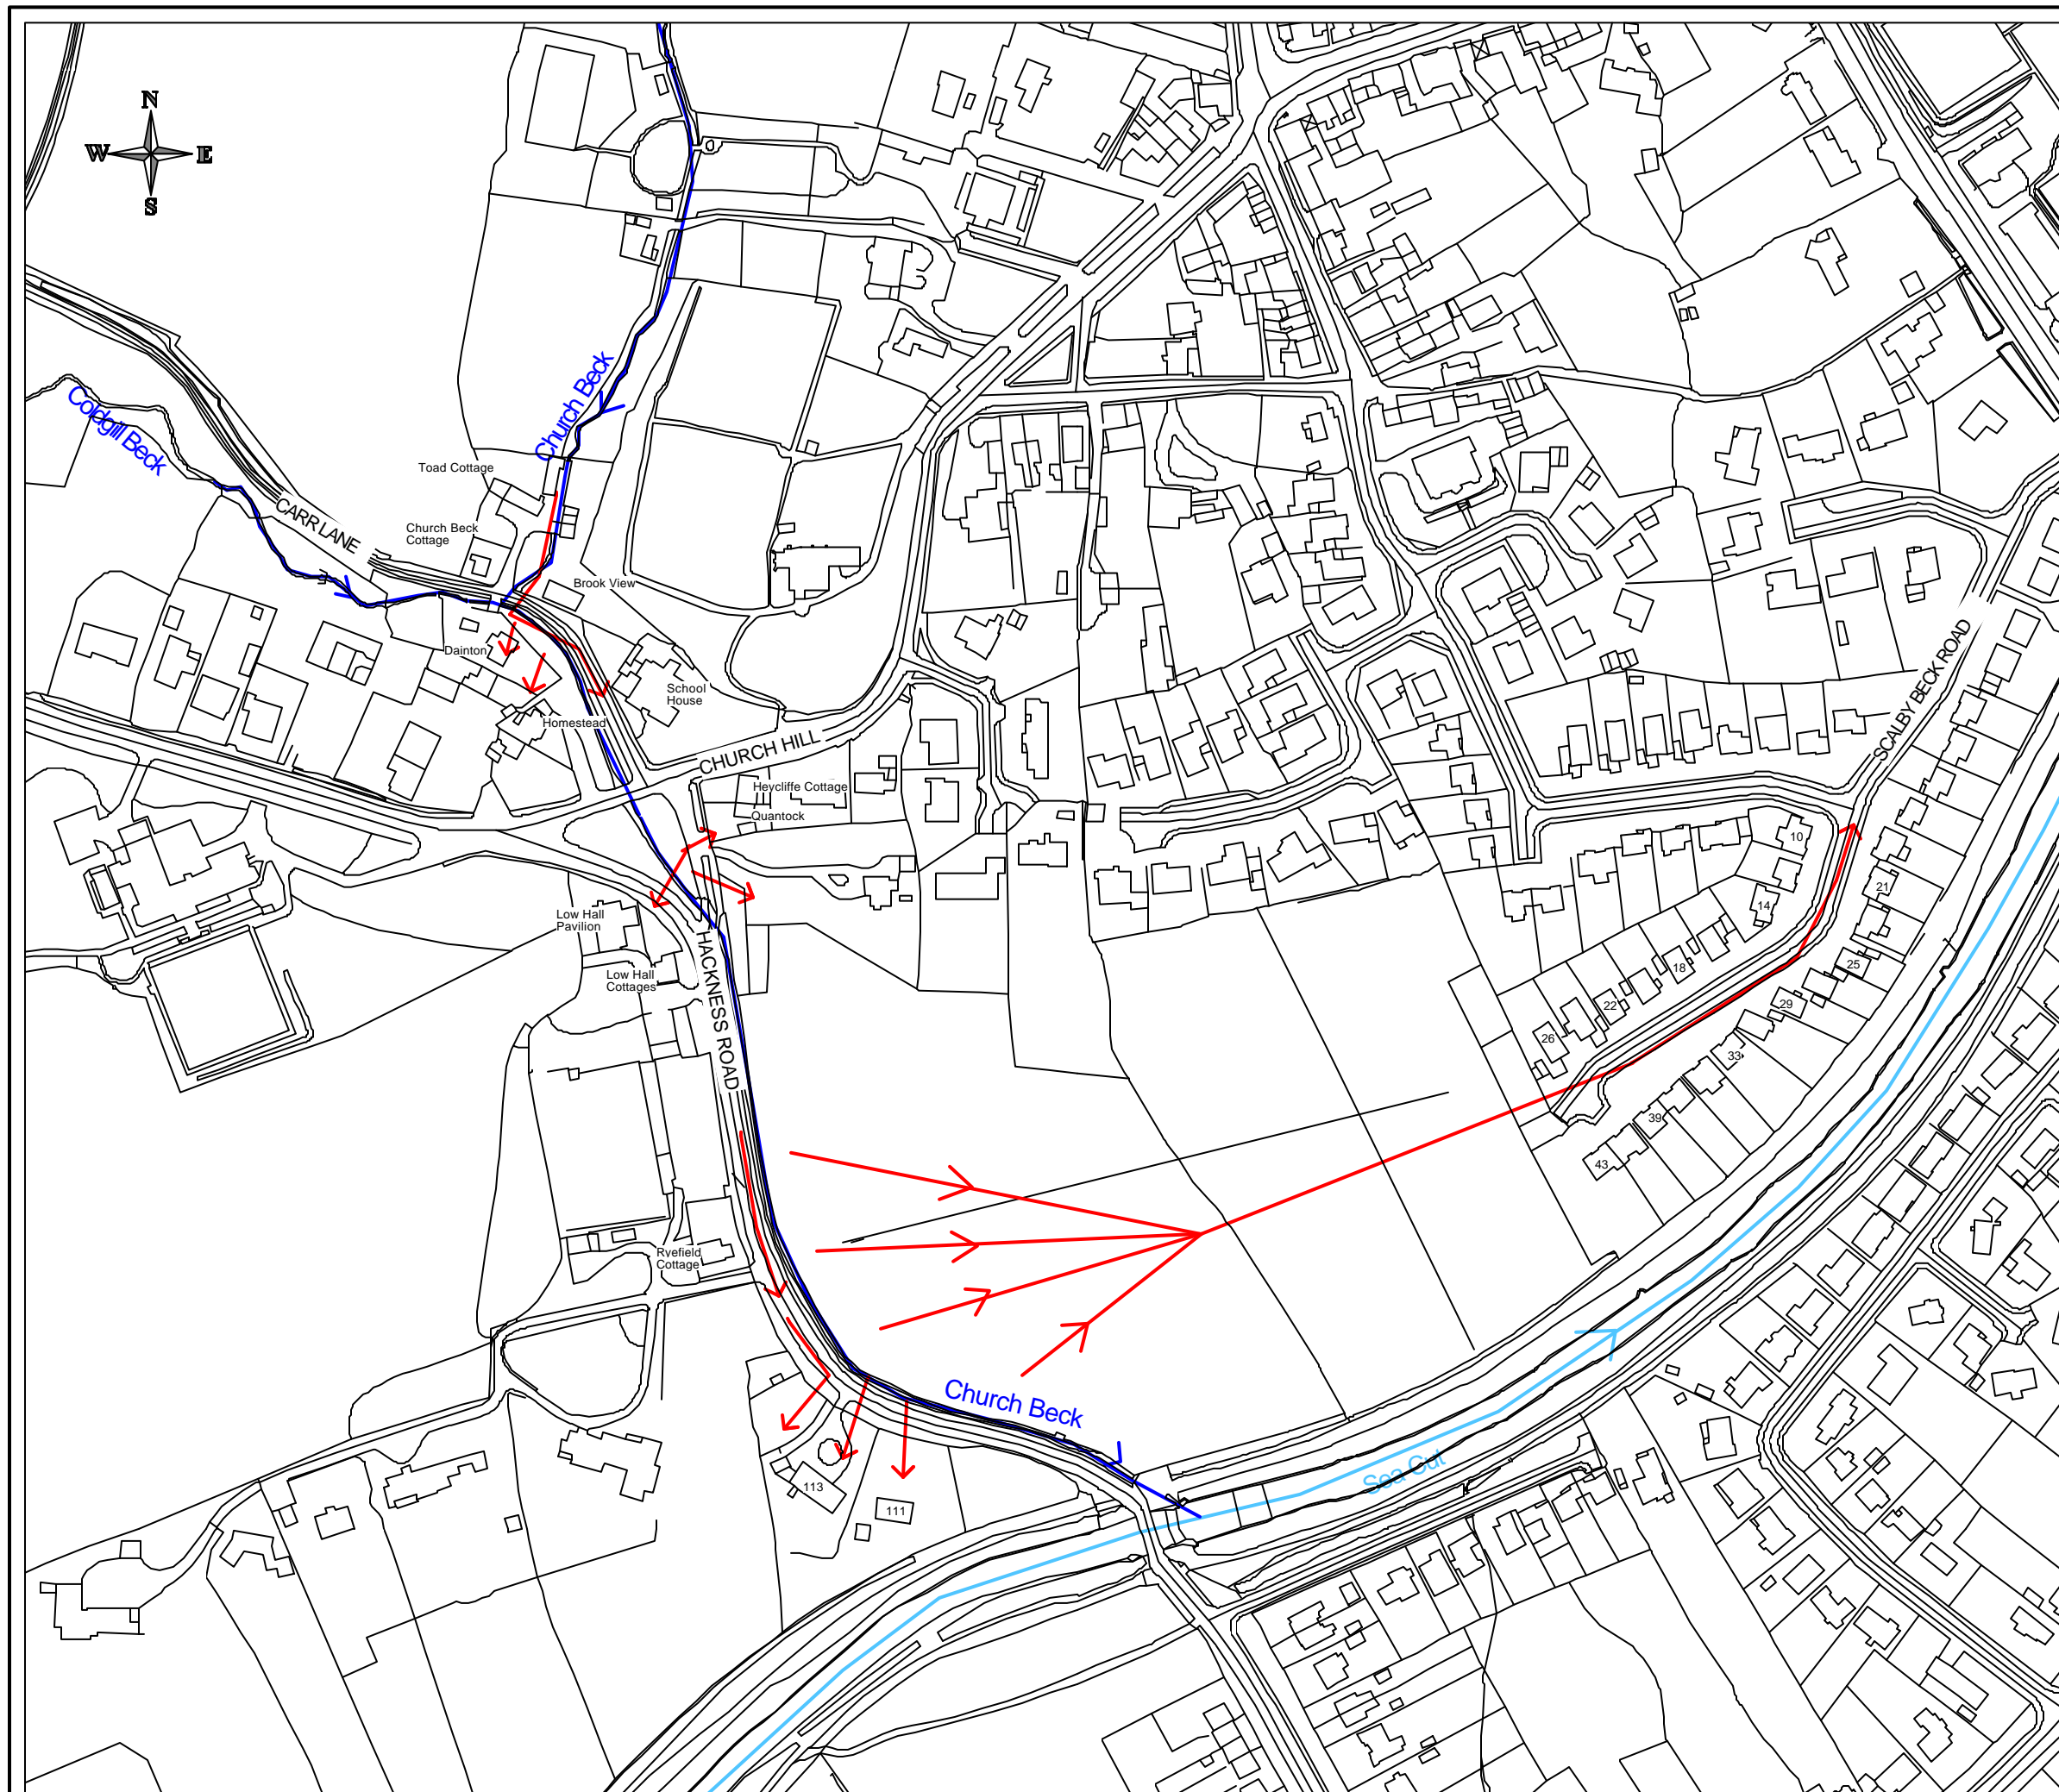 N
W E
S
Church Beck
Coldgill Beck
Toad Cottage
CARR LANE
Church Beck
Cottage
Brook View
Dainton
School
House
Homestead
SCALBY BECK ROAD
CHURCH HILL
Heycliffe Cottage
Quantock
10
21
14
Low Hall
Pavilion
Low Hall
Cottages
HACKNESS ROAD
18
25
22
29
26
33
39
43
Ryefield
Cottage
Church Beck
Sea Cut
113
111